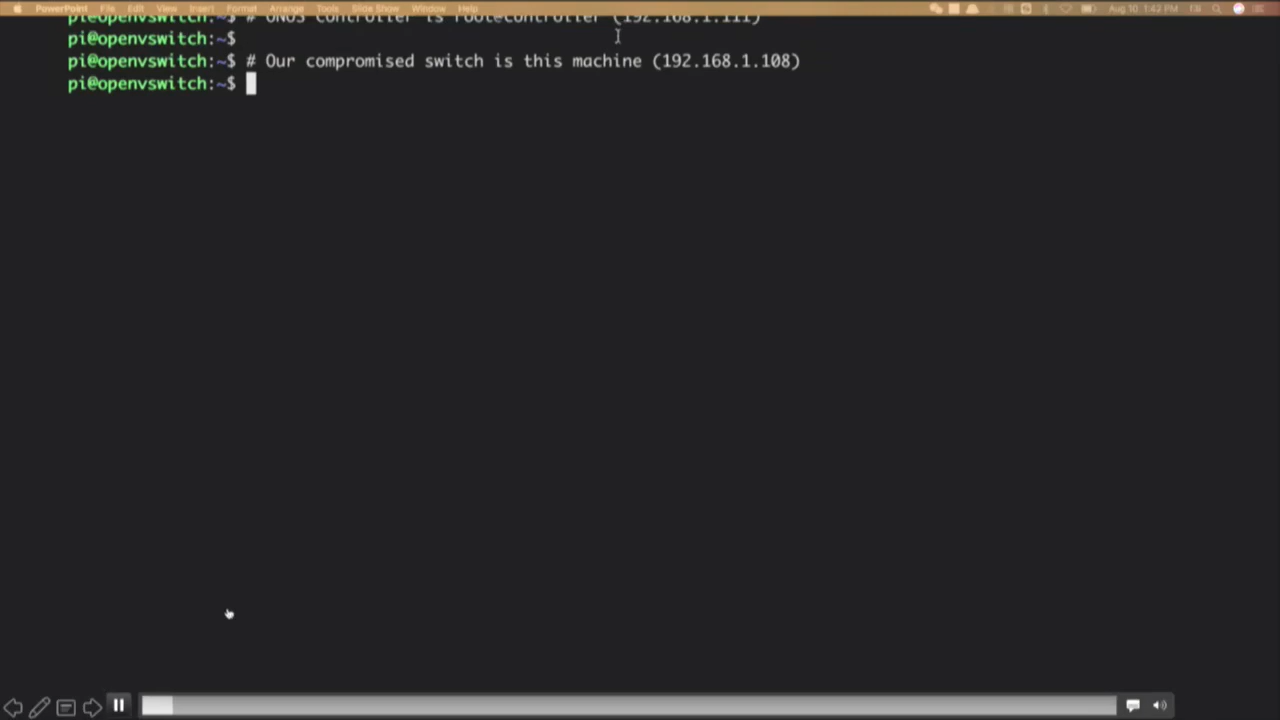 PowerPoint File Edit View Insert Format Arrange Tools Slide Show Window Help Aug 10 1:42 PM
pi@openvswitch:~$ # ONOS controller is root@controller (192.168.1.111)
pi@openvswitch:~$
pi@openvswitch:~$ # Our compromised switch is this machine (192.168.1.108)
pi@openvswitch:~$